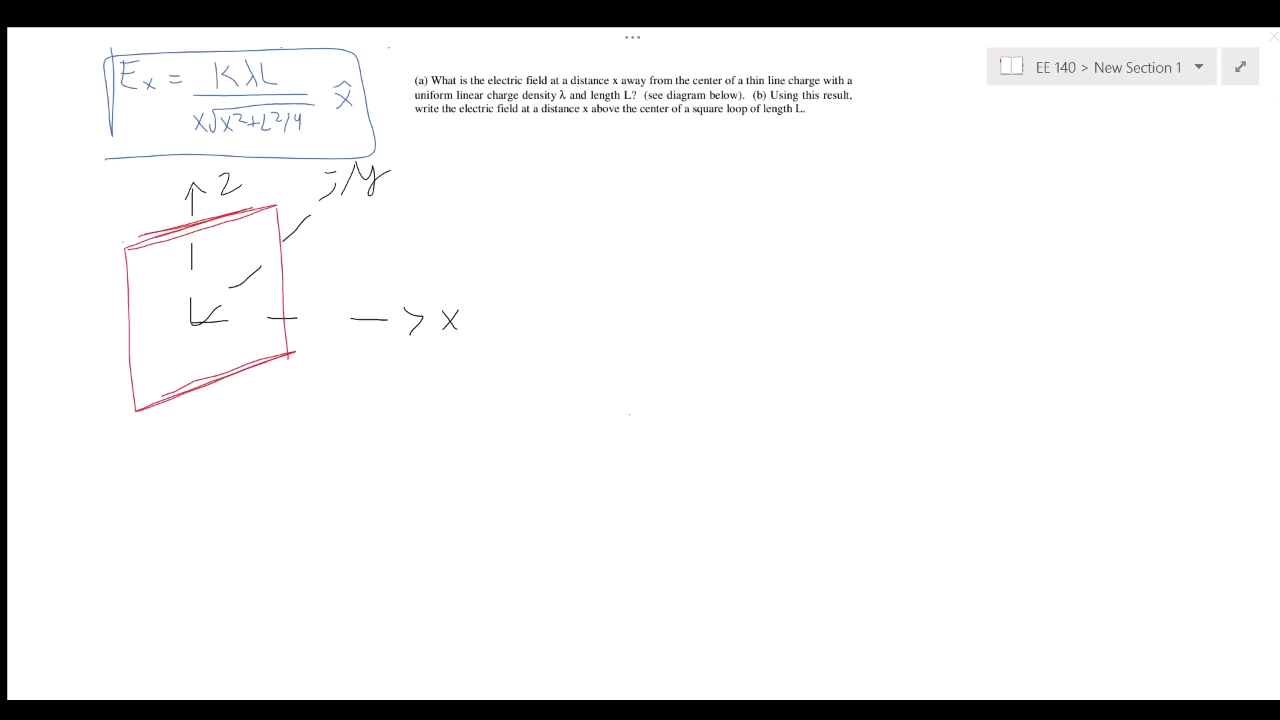 EE 140 > New Section 1
(a) What is the electric field at a distance x away from the center of a thin line charge with a
uniform linear charge density λ and length L? (see diagram below). (b) Using this result,
write the electric field at a distance x above the center of a square loop of length L.
Ex = KλL / x√x²+L²/4 x̂
z
y
x